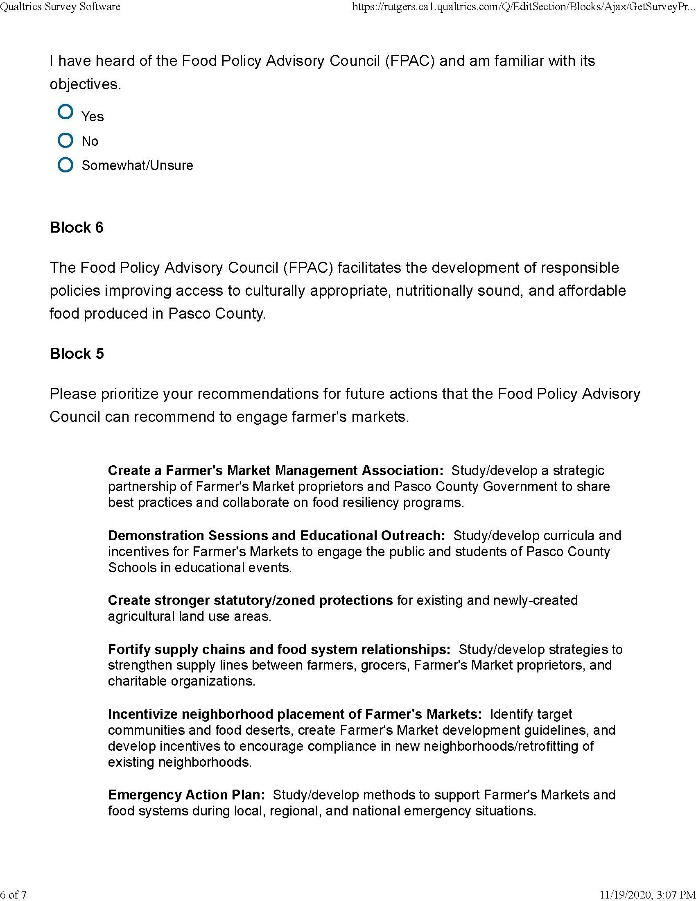 Qualtrics Survey Software
https://rutgers.ca1.qualtrics.com/Q/EditSection/Blocks/Ajax/GetSurveyPr...
I have heard of the Food Policy Advisory Council (FPAC) and am familiar with its
objectives.
Yes
No
Somewhat/Unsure
Block 6
The Food Policy Advisory Council (FPAC) facilitates the development of responsible
policies improving access to culturally appropriate, nutritionally sound, and affordable
food produced in Pasco County.
Block 5
Please prioritize your recommendations for future actions that the Food Policy Advisory
Council can recommend to engage farmer's markets.
Create a Farmer's Market Management Association: Study/develop a strategic
partnership of Farmer's Market proprietors and Pasco County Government to share
best practices and collaborate on food resiliency programs.
Demonstration Sessions and Educational Outreach: Study/develop curricula and
incentives for Farmer's Markets to engage the public and students of Pasco County
Schools in educational events.
Create stronger statutory/zoned protections for existing and newly-created
agricultural land use areas.
Fortify supply chains and food system relationships: Study/develop strategies to
strengthen supply lines between farmers, grocers, Farmer's Market proprietors, and
charitable organizations.
Incentivize neighborhood placement of Farmer's Markets: Identify target
communities and food deserts, create Farmer's Market development guidelines, and
develop incentives to encourage compliance in new neighborhoods/retrofitting of
existing neighborhoods.
Emergency Action Plan: Study/develop methods to support Farmer's Markets and
food systems during local, regional, and national emergency situations.
6 of 7
11/19/2020, 3:07 PM